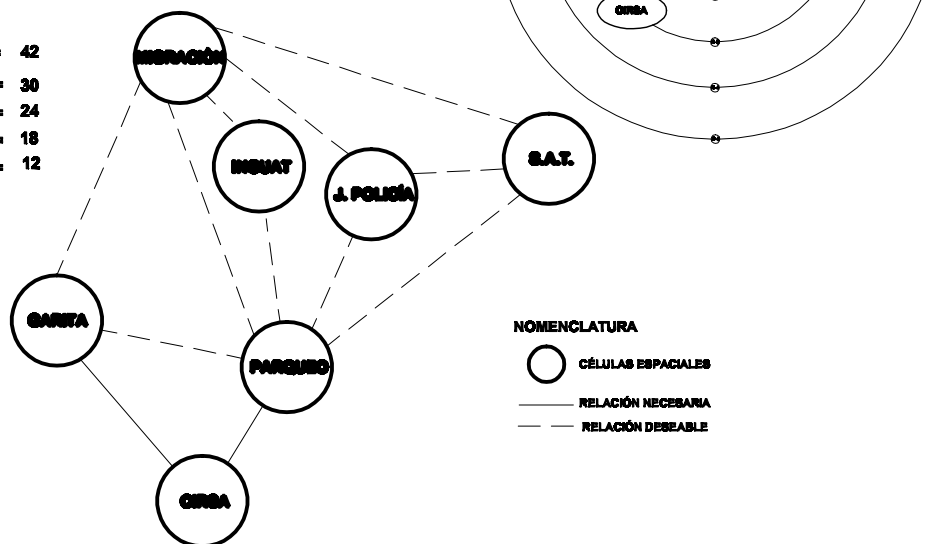 CIRSA
= 42
= 30
= 24
= 18
= 12
MIGRACIÓN
INGUAT
J. POLICÍA
S.A.T.
GARITA
PARQUEO
CIRSA
NOMENCLATURA
CÉLULAS ESPACIALES
RELACIÓN NECESARIA
RELACIÓN DESEABLE